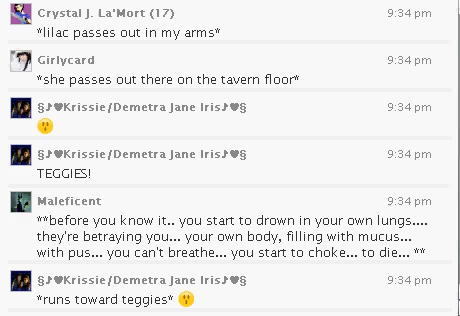 Crystal J. La'Mort (17) 9:34 pm
*lilac passes out in my arms*
Girlycard 9:34 pm
*she passes out there on the tavern floor*
§♪♥Krissie/Demetra Jane Iris♪♥§ 9:34 pm
😗
§♪♥Krissie/Demetra Jane Iris♪♥§ 9:34 pm
TEGGIES!
Maleficent 9:34 pm
**before you know it.. you start to drown in your own lungs....
they're betraying you... your own body, filling with mucus...
with pus... you can't breathe... you start to choke... to die... **
§♪♥Krissie/Demetra Jane Iris♪♥§ 9:34 pm
*runs toward teggies* 😗